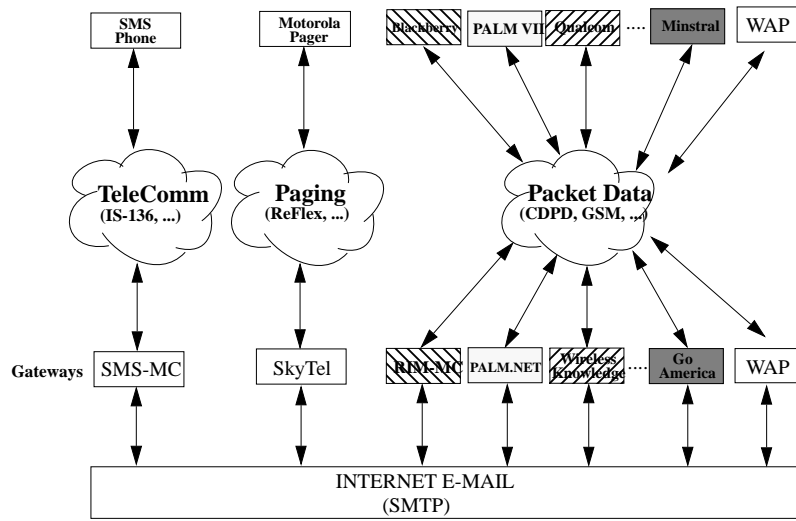 SMS
Phone
Motorola
Pager
Blackberry
PALM VII
Qualcom
....
Minstral
WAP
TeleComm
(IS-136, ...)
Paging
(ReFlex, ...)
Packet Data
(CDPD, GSM, ...)
Gateways
SMS-MC
SkyTel
RIM-MC
PALM.NET
Wireless
Knowledge
....
Go
America
WAP
INTERNET E-MAIL
(SMTP)